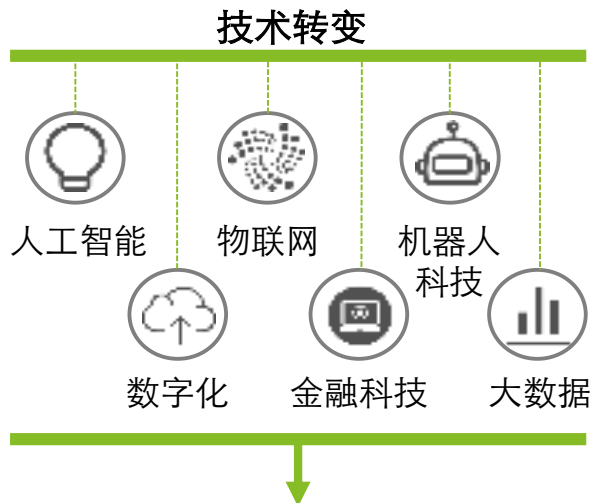 技术转变
人工智能
物联网
机器人
科技
数字化
金融科技
大数据